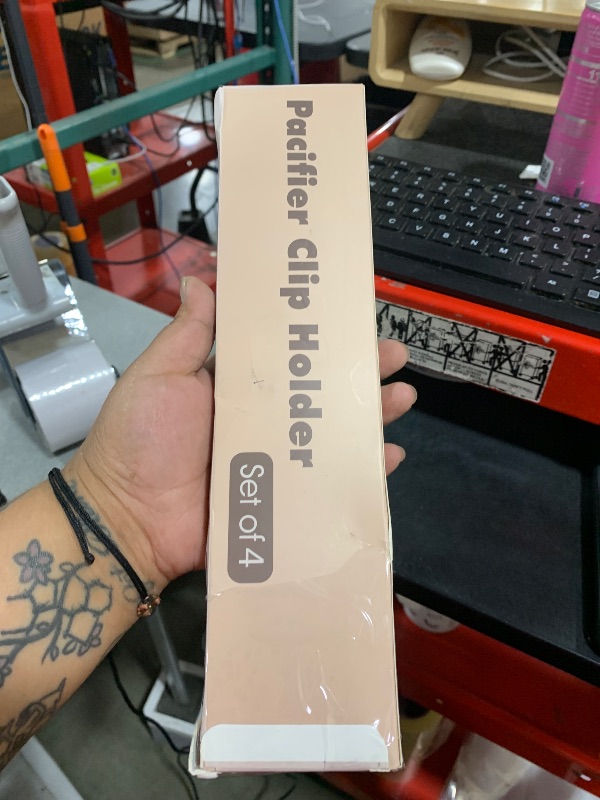 Pacifier Clip Holder
Set of 4